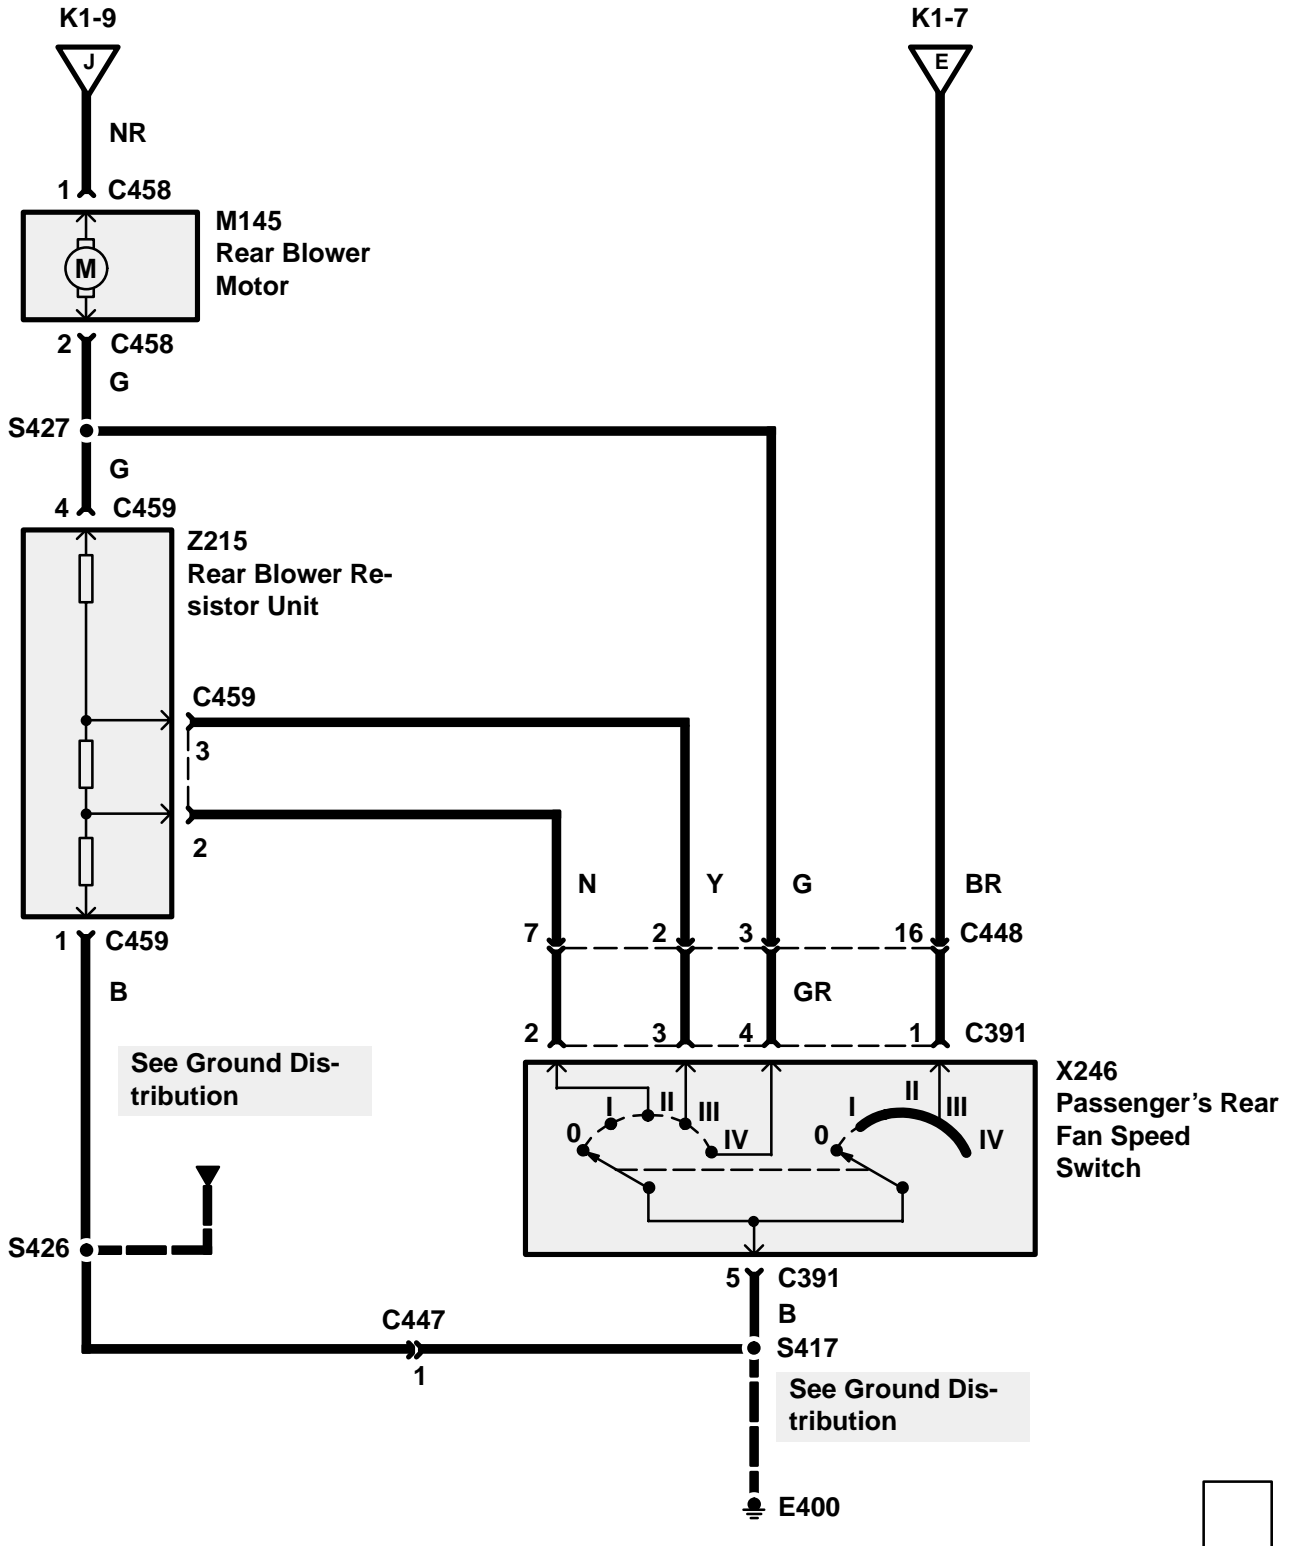 K1-9
K1-7
J
E
NR
1 C458
M145
Rear Blower
Motor
M
2 C458
G
S427
G
4 C459
Z215
Rear Blower Re-
sistor Unit
C459
3
2
N Y G BR
7 2 3 16 C448
1 C459
B
GR
2 3 4 1 C391
See Ground Dis-
tribution
X246
Passenger’s Rear
Fan Speed
Switch
0 I II III IV
0 I II III IV
S426
5 C391
B
C447
1
S417
See Ground Dis-
tribution
E400